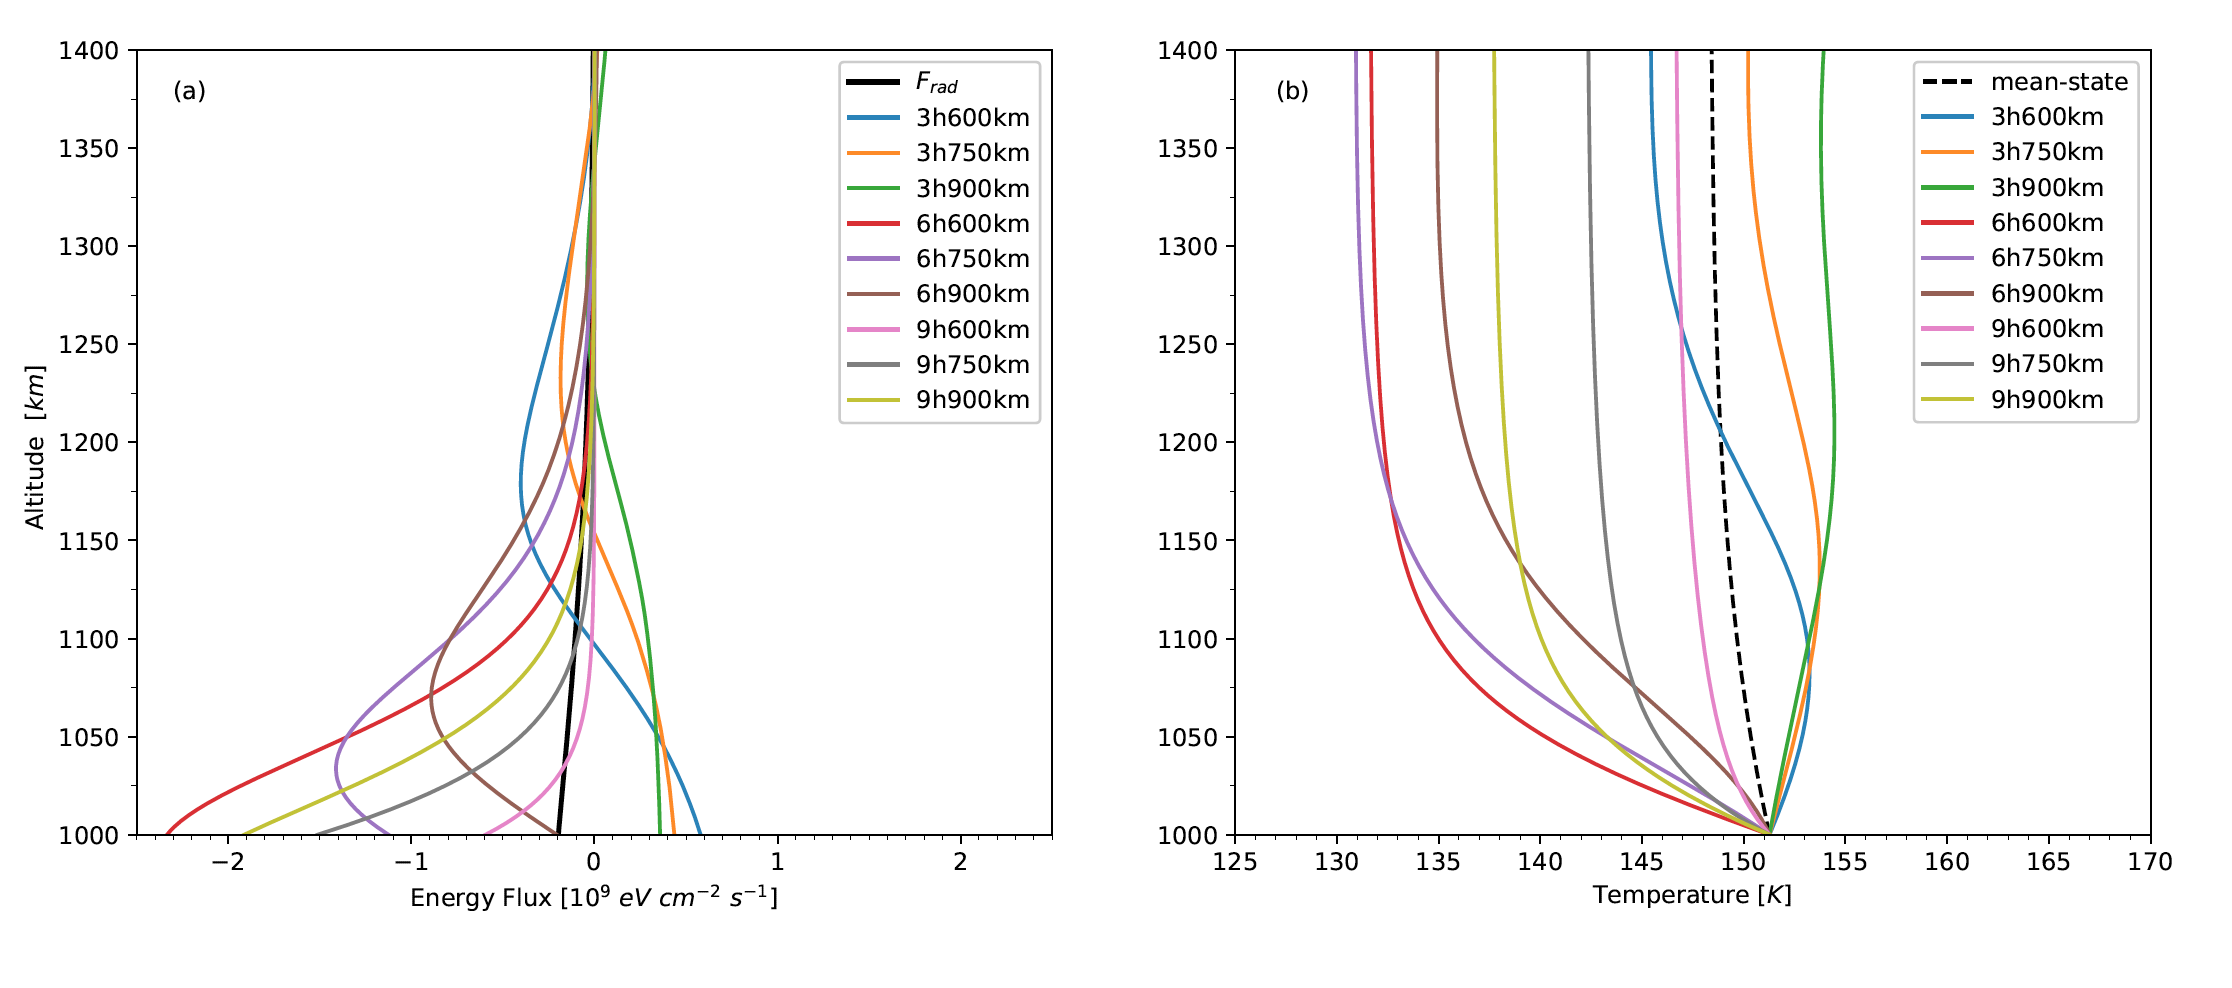 (a)
F_rad
3h600km
3h750km
3h900km
6h600km
6h750km
6h900km
9h600km
9h750km
9h900km
1400
1350
1300
1250
1200
1150
1100
1050
1000
Altitude [km]
−2 −1 0 1 2
Energy Flux [10⁹ eV cm⁻² s⁻¹]
(b)
mean-state
3h600km
3h750km
3h900km
6h600km
6h750km
6h900km
9h600km
9h750km
9h900km
1400
1350
1300
1250
1200
1150
1100
1050
1000
125 130 135 140 145 150 155 160 165 170
Temperature [K]